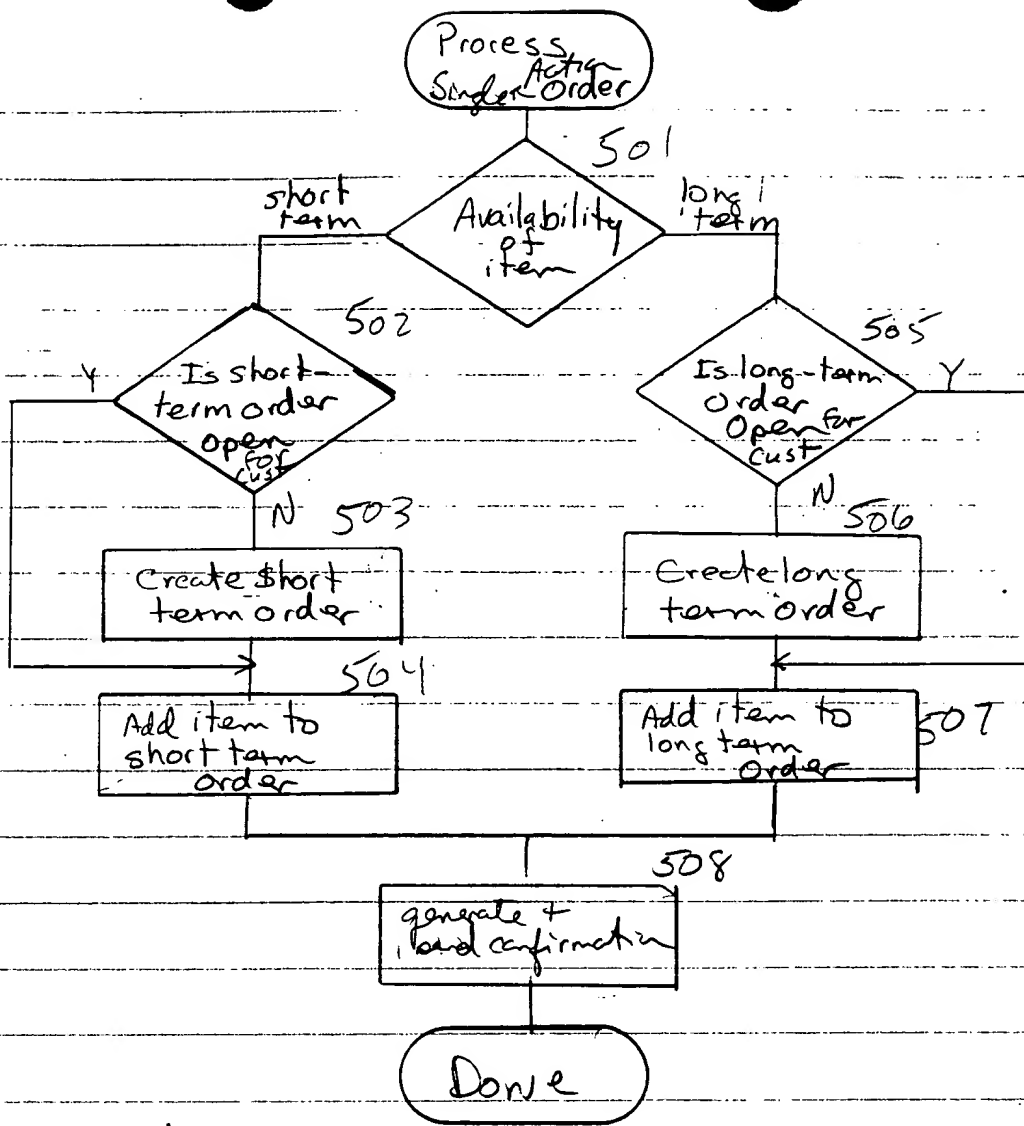 Process
Single Action Order
501
short
term
Availability
of
item
long
term
502
Y
Is short-
term order
open
for
cust
505
Is long-term
order
Open for
cust
Y
N
503
Create short
term order
N
506
Create long
term order
504
Add item to
short term
order
507
Add item to
long term
order
508
generate +
send confirmation
Done